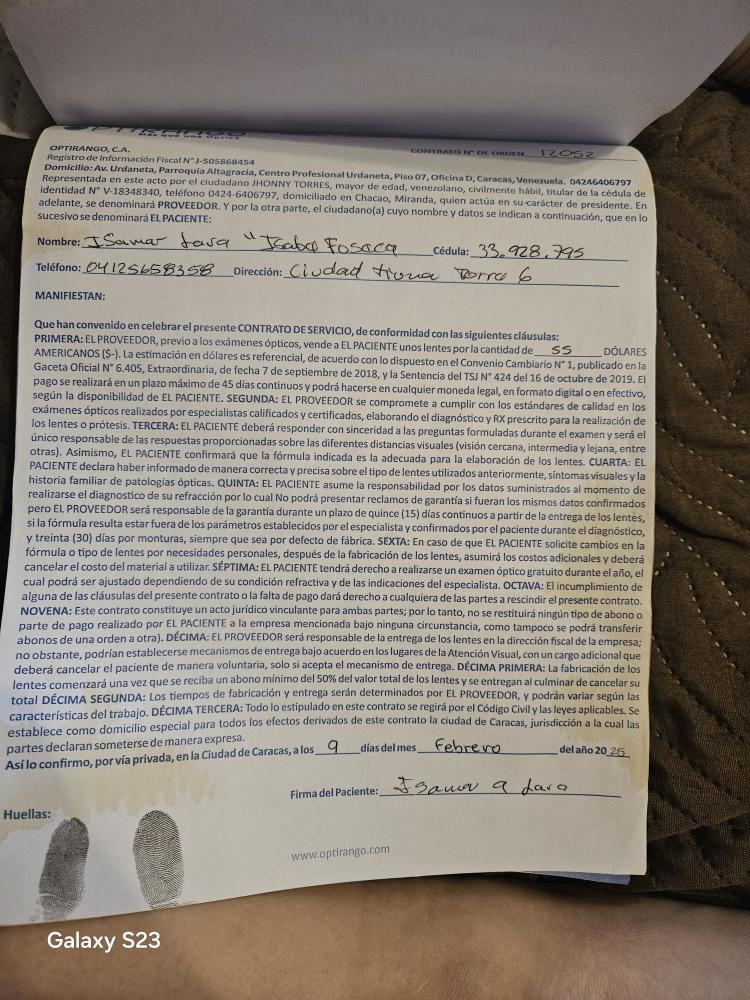 OPTIRANGO, C.A.
CONTRATO N° DE ORDEN 12052
Registro de Información Fiscal N° J-505868454
Domicilio: Av. Urdaneta, Parroquia Altagracia, Centro Profesional Urdaneta, Piso 07, Oficina D, Caracas, Venezuela. 04246406797
Representada en este acto por el ciudadano JHONNY TORRES, mayor de edad, venezolano, civilmente hábil, titular de la cédula de
identidad N° V-18348340, teléfono 0424-6406797, domiciliado en Chacao, Miranda, quien actúa en su carácter de presidente. En
adelante, se denominará PROVEEDOR. Y por la otra parte, el ciudadano(a) cuyo nombre y datos se indican a continuación, que en lo
sucesivo se denominará EL PACIENTE:
Nombre: Isamar Lara "Isaba Cédula: 33.928.795
Teléfono: 04125658358 Dirección: Ciudad Tiuna Torre 6
MANIFIESTAN:
Que han convenido en celebrar el presente CONTRATO DE SERVICIO, de conformidad con las siguientes cláusulas:
PRIMERA: EL PROVEEDOR, previo a los exámenes ópticos, vende a EL PACIENTE unos lentes por la cantidad de 55 DÓLARES
AMERICANOS ($-). La estimación en dólares es referencial, de acuerdo con lo dispuesto en el Convenio Cambiario N° 1, publicado en la
Gaceta Oficial N° 6.405, Extraordinaria, de fecha 7 de septiembre de 2018, y la Sentencia del TSJ N° 424 del 16 de octubre de 2019. El
pago se realizará en un plazo máximo de 45 días continuos y podrá hacerse en cualquier moneda legal, en formato digital o en efectivo,
según la disponibilidad de EL PACIENTE. SEGUNDA: EL PROVEEDOR se compromete a cumplir con los estándares de calidad en los
exámenes ópticos realizados por especialistas calificados y certificados, elaborando el diagnóstico y RX prescrito para la realización de
los lentes o prótesis. TERCERA: EL PACIENTE deberá responder con sinceridad a las preguntas formuladas durante el examen y será el
único responsable de las respuestas proporcionadas sobre las diferentes distancias visuales (visión cercana, intermedia y lejana, entre
otras). Asimismo, EL PACIENTE confirmará que la fórmula indicada es la adecuada para la elaboración de los lentes. CUARTA: EL
PACIENTE declara haber informado de manera correcta y precisa sobre el tipo de lentes utilizados anteriormente, síntomas visuales y la
historia familiar de patologías ópticas. QUINTA: EL PACIENTE asume la responsabilidad por los datos suministrados al momento de
realizarse el diagnostico de su refracción por lo cual No podrá presentar reclamos de garantía si fueran los mismos datos confirmados
pero EL PROVEEDOR será responsable de la garantía durante un plazo de quince (15) días continuos a partir de la entrega de los lentes,
si la fórmula resulta estar fuera de los parámetros establecidos por el especialista y confirmados por el paciente durante el diagnóstico,
y treinta (30) días por monturas, siempre que sea por defecto de fábrica. SEXTA: En caso de que EL PACIENTE solicite cambios en la
fórmula o tipo de lentes por necesidades personales, después de la fabricación de los lentes, asumirá los costos adicionales y deberá
cancelar el costo del material a utilizar. SÉPTIMA: EL PACIENTE tendrá derecho a realizarse un examen óptico gratuito durante el año, el
cual podrá ser ajustado dependiendo de su condición refractiva y de las indicaciones del especialista. OCTAVA: El incumplimiento de
alguna de las cláusulas del presente contrato o la falta de pago dará derecho a cualquiera de las partes a rescindir el presente contrato.
NOVENA: Este contrato constituye un acto jurídico vinculante para ambas partes; por lo tanto, no se restituirá ningún tipo de abono o
parte de pago realizado por EL PACIENTE a la empresa mencionada bajo ninguna circunstancia, como tampoco se podrá transferir
abonos de una orden a otra). DÉCIMA: EL PROVEEDOR será responsable de la entrega de los lentes en la dirección fiscal de la empresa;
no obstante, podrían establecerse mecanismos de entrega bajo acuerdo en los lugares de la Atención Visual, con un cargo adicional que
deberá cancelar el paciente de manera voluntaria, solo si acepta el mecanismo de entrega. DÉCIMA PRIMERA: La fabricación de los
lentes comenzará una vez que se reciba un abono mínimo del 50% del valor total de los lentes y se entregan al culminar de cancelar su
total DÉCIMA SEGUNDA: Los tiempos de fabricación y entrega serán determinados por EL PROVEEDOR, y podrán variar según las
características del trabajo. DÉCIMA TERCERA: Todo lo estipulado en este contrato se regirá por el Código Civil y las leyes aplicables. Se
establece como domicilio especial para todos los efectos derivados de este contrato la ciudad de Caracas, jurisdicción a la cual las
partes declaran someterse de manera expresa.
Así lo confirmo, por vía privada, en la Ciudad de Caracas, a los 9 días del mes Febrero del año 2025
Firma del Paciente: Isamar a Lara
Huellas:
www.optirango.com
Galaxy S23